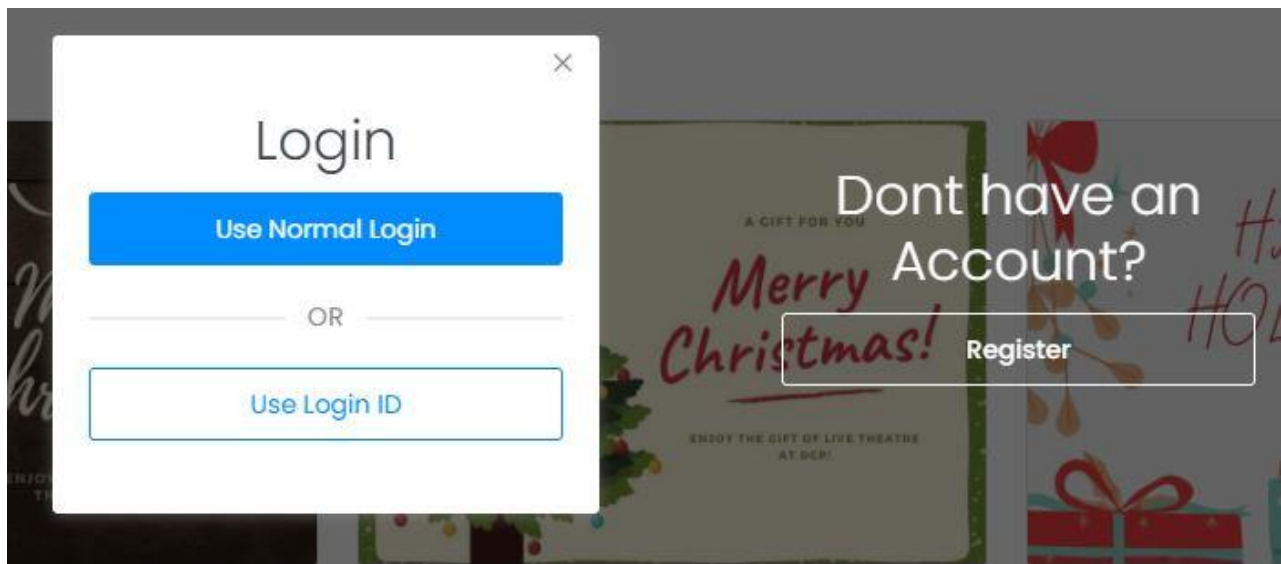 Login
Use Normal Login
OR
Use Login ID
Dont have an
Account?
Register
A GIFT FOR YOU
Merry
Christmas!
ENJOY THE GIFT OF LIVE THEATRE
AT DCP!